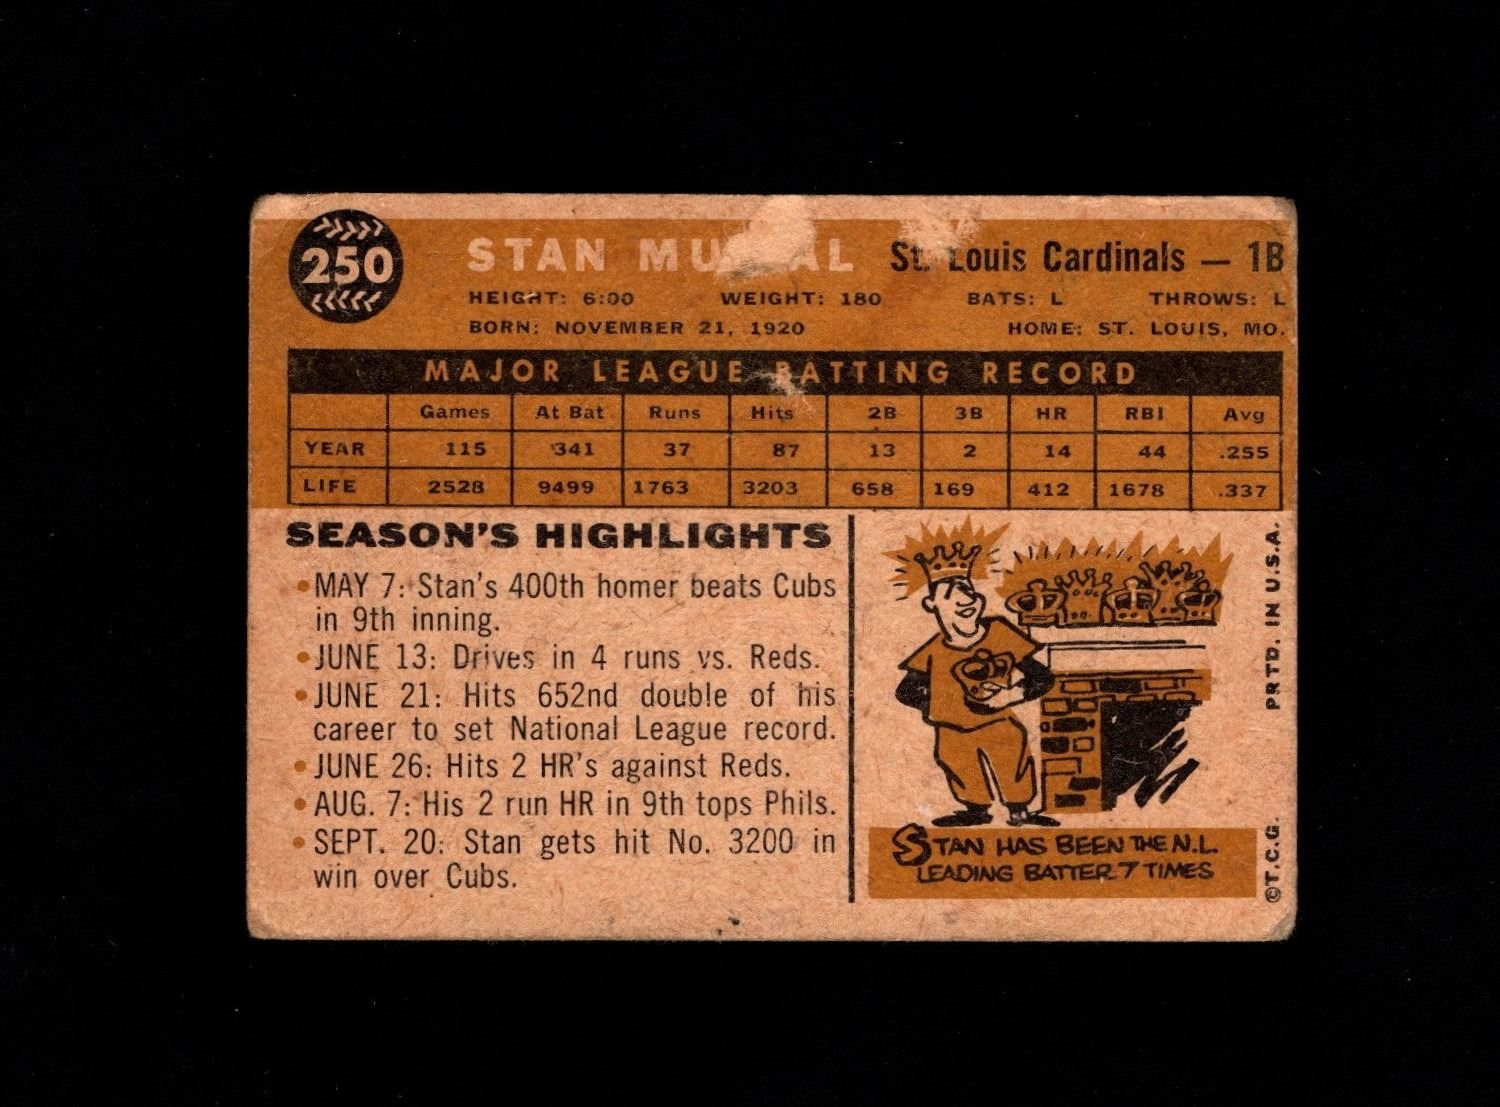 250
STAN MUSIAL St. Louis Cardinals — 1B
HEIGHT: 6:00 WEIGHT: 180 BATS: L THROWS: L
BORN: NOVEMBER 21, 1920 HOME: ST. LOUIS, MO.
MAJOR LEAGUE BATTING RECORD
Games At Bat Runs Hits 2B 3B HR RBI Avg
YEAR 115 341 37 87 13 2 14 44 .255
LIFE 2528 9499 1763 3203 658 169 412 1678 .337
SEASON'S HIGHLIGHTS
• MAY 7: Stan's 400th homer beats Cubs
in 9th inning.
• JUNE 13: Drives in 4 runs vs. Reds.
• JUNE 21: Hits 652nd double of his
career to set National League record.
• JUNE 26: Hits 2 HR's against Reds.
• AUG. 7: His 2 run HR in 9th tops Phils.
• SEPT. 20: Stan gets hit No. 3200 in
win over Cubs.
STAN HAS BEEN THE N.L.
LEADING BATTER 7 TIMES
©T.C.G. PRTD. IN U.S.A.